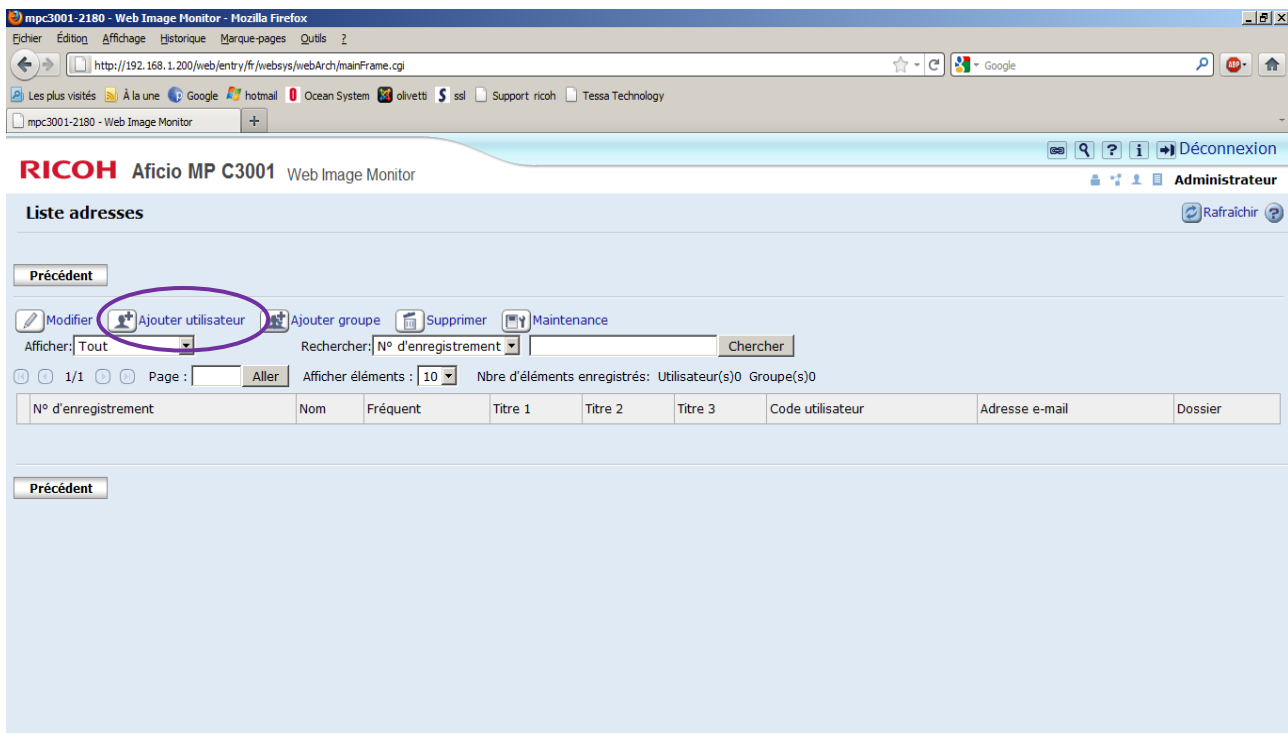 mpc3001-2180 - Web Image Monitor - Mozilla Firefox
Fichier Édition Affichage Historique Marque-pages Outils ?
http://192.168.1.200/web/entry/fr/websys/webArch/mainFrame.cgi
Google
Les plus visités À la une Google hotmail Ocean System olivetti ssl Support ricoh Tessa Technology
mpc3001-2180 - Web Image Monitor +
Déconnexion
RICOH Aficio MP C3001 Web Image Monitor
Administrateur
Liste adresses Rafraîchir
Précédent
Modifier Ajouter utilisateur Ajouter groupe Supprimer Maintenance
Afficher: Tout Rechercher: N° d'enregistrement Chercher
1/1 Page : Aller Afficher éléments : 10 Nbre d'éléments enregistrés: Utilisateur(s)0 Groupe(s)0
N° d'enregistrement Nom Fréquent Titre 1 Titre 2 Titre 3 Code utilisateur Adresse e-mail Dossier
Précédent